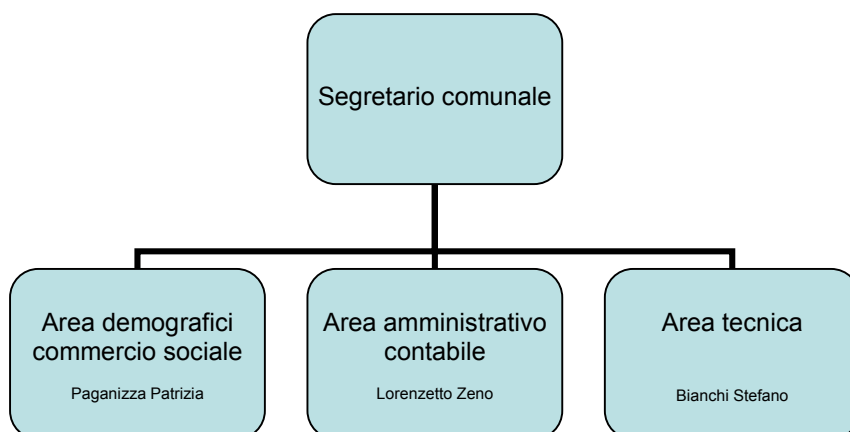 Segretario comunale
Area demografici
commercio sociale
Paganizza Patrizia
Area amministrativo
contabile
Lorenzetto Zeno
Area tecnica
Bianchi Stefano